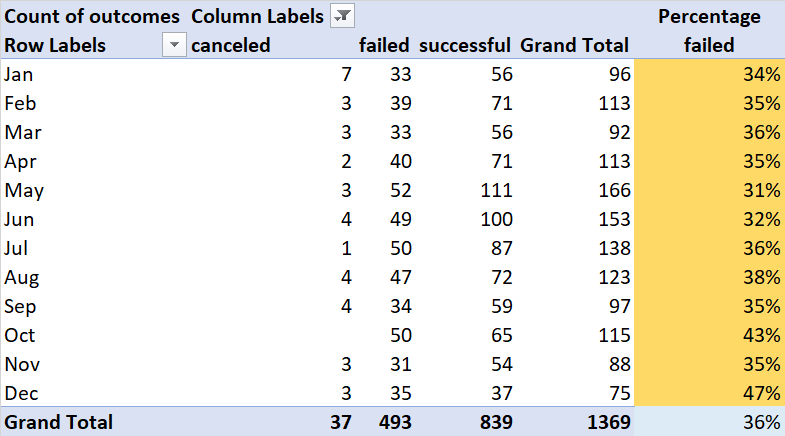 Count of outcomes Column Labels Percentage
Row Labels canceled failed successful Grand Total failed
Jan 7 33 56 96 34%
Feb 3 39 71 113 35%
Mar 3 33 56 92 36%
Apr 2 40 71 113 35%
May 3 52 111 166 31%
Jun 4 49 100 153 32%
Jul 1 50 87 138 36%
Aug 4 47 72 123 38%
Sep 4 34 59 97 35%
Oct 50 65 115 43%
Nov 3 31 54 88 35%
Dec 3 35 37 75 47%
Grand Total 37 493 839 1369 36%